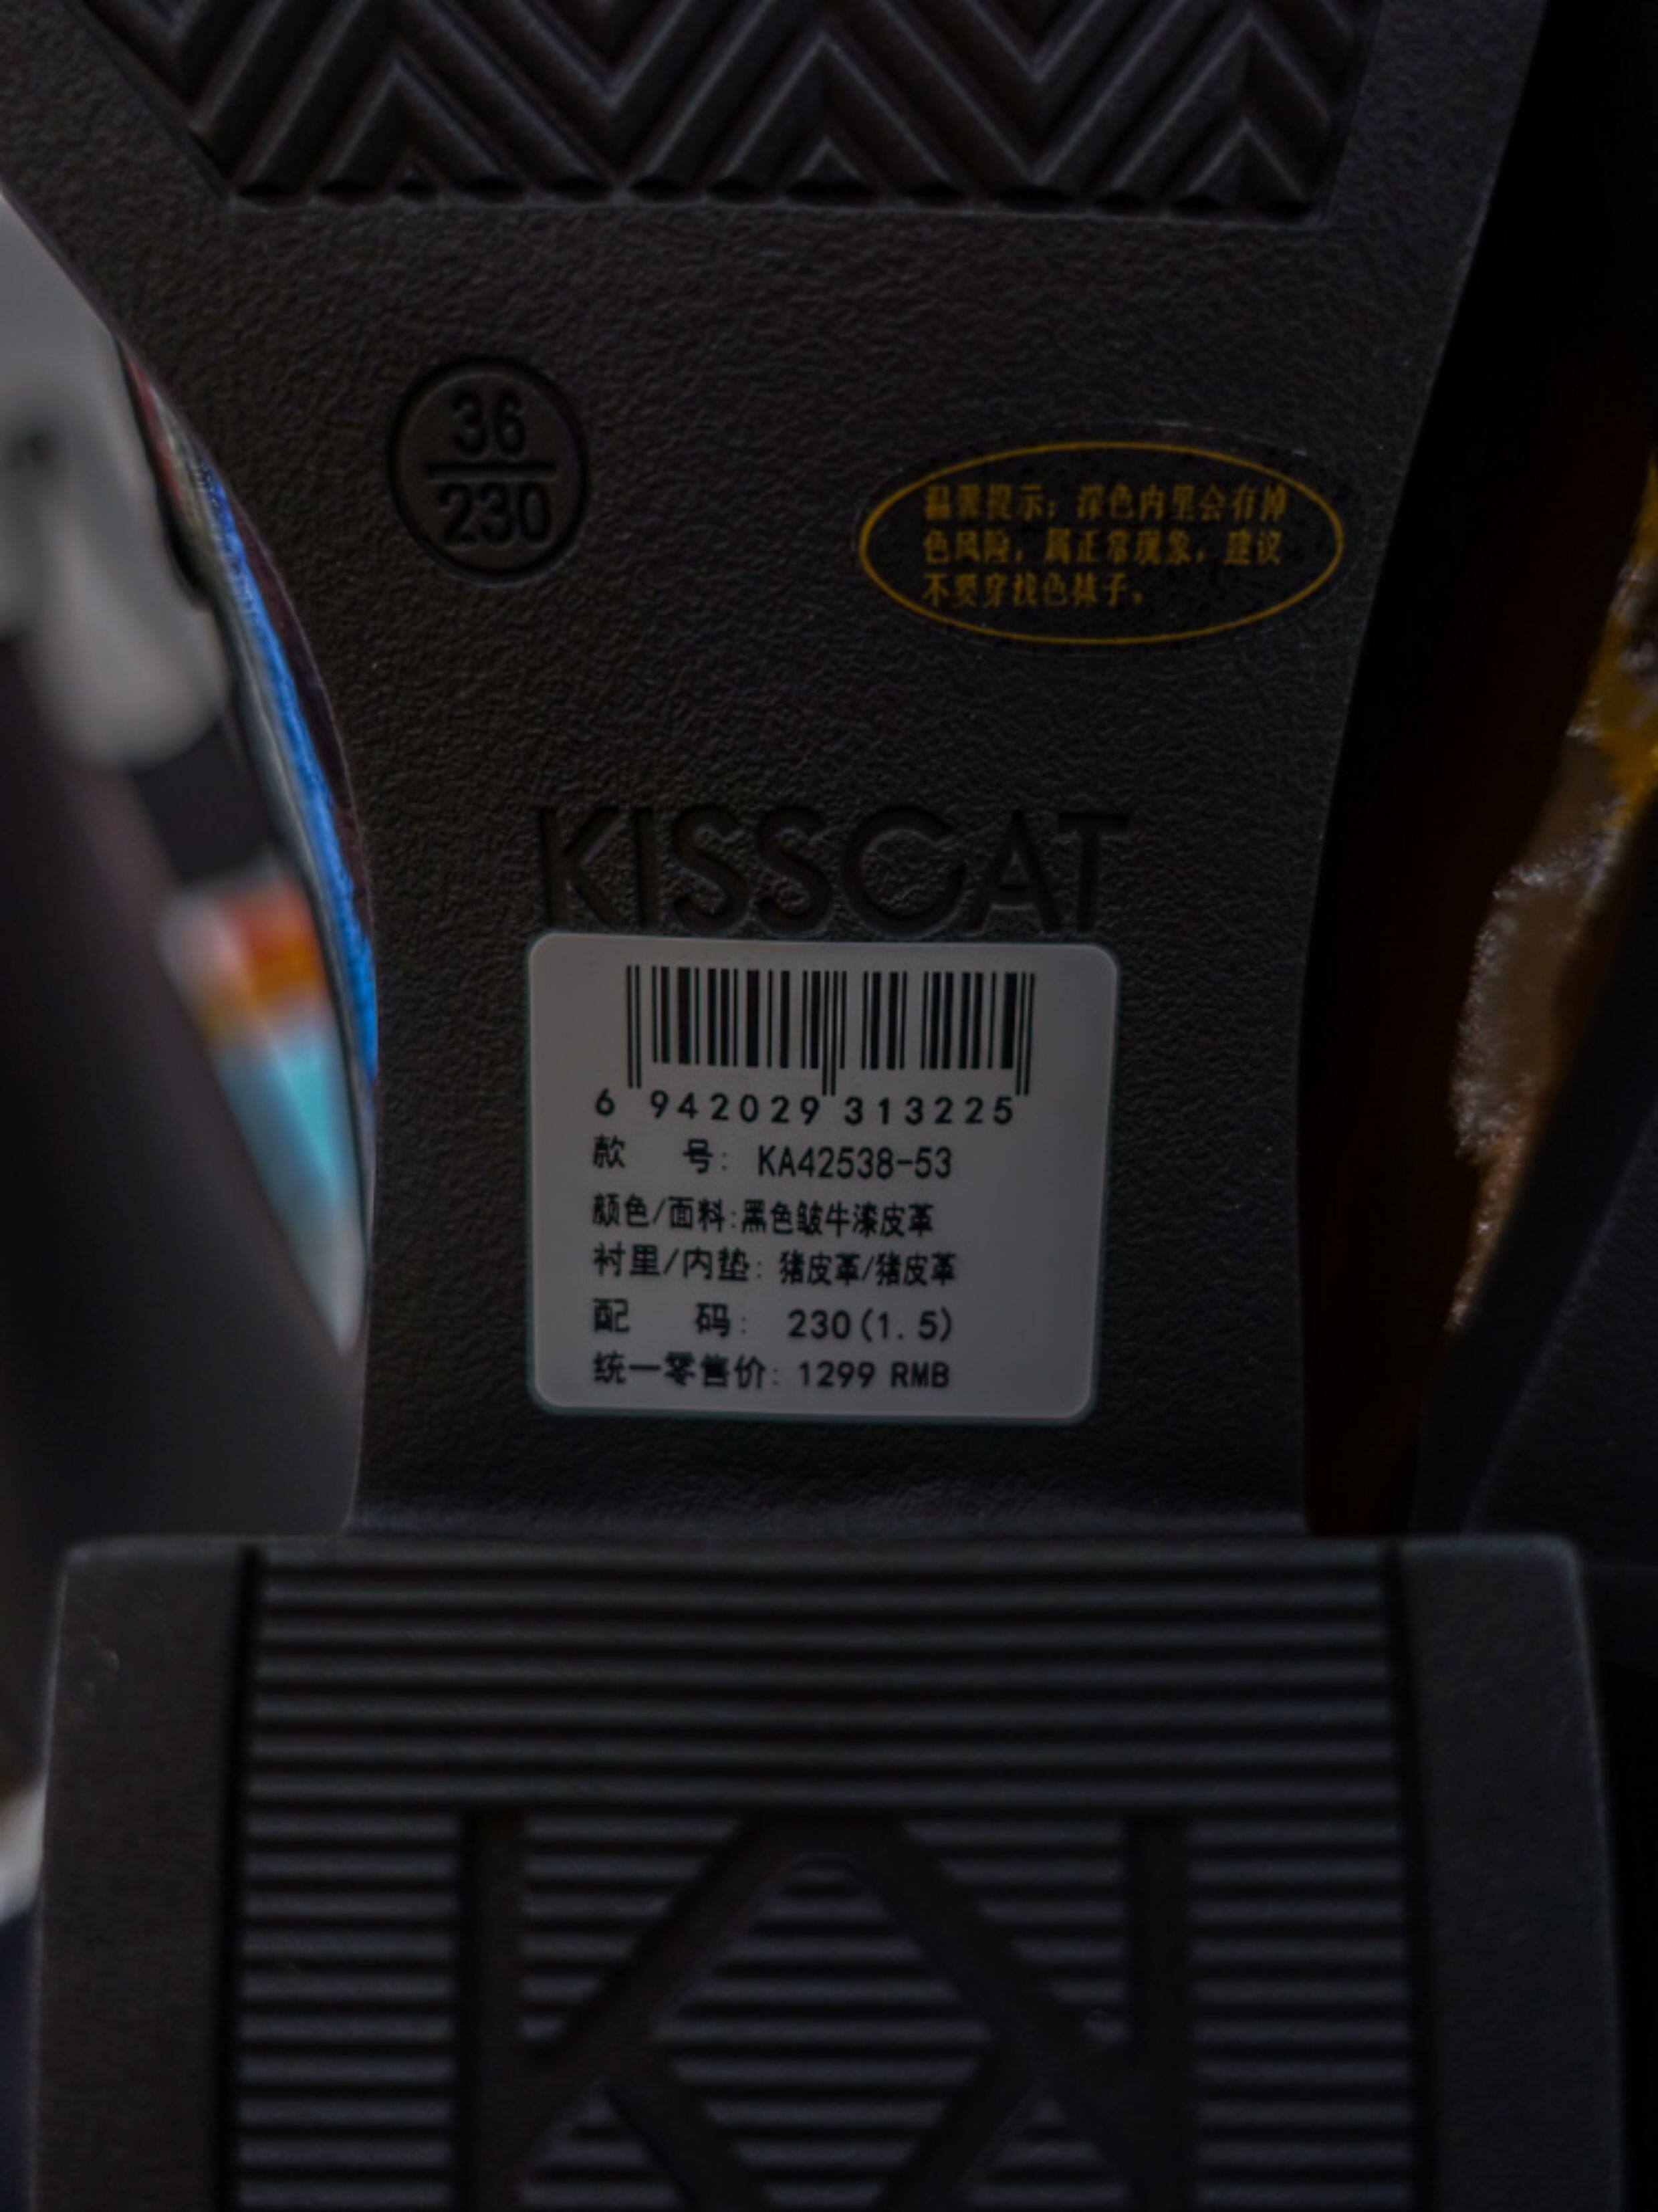 36
230
温馨提示：深色内里会有掉
色风险，属正常现象，建议
不要穿浅色袜子。
KISSCAT
6 942029 313225
款 号: KA42538-53
颜色/面料:黑色皱牛漆皮革
衬里/内垫: 猪皮革/猪皮革
配 码: 230(1.5)
统一零售价: 1299 RMB